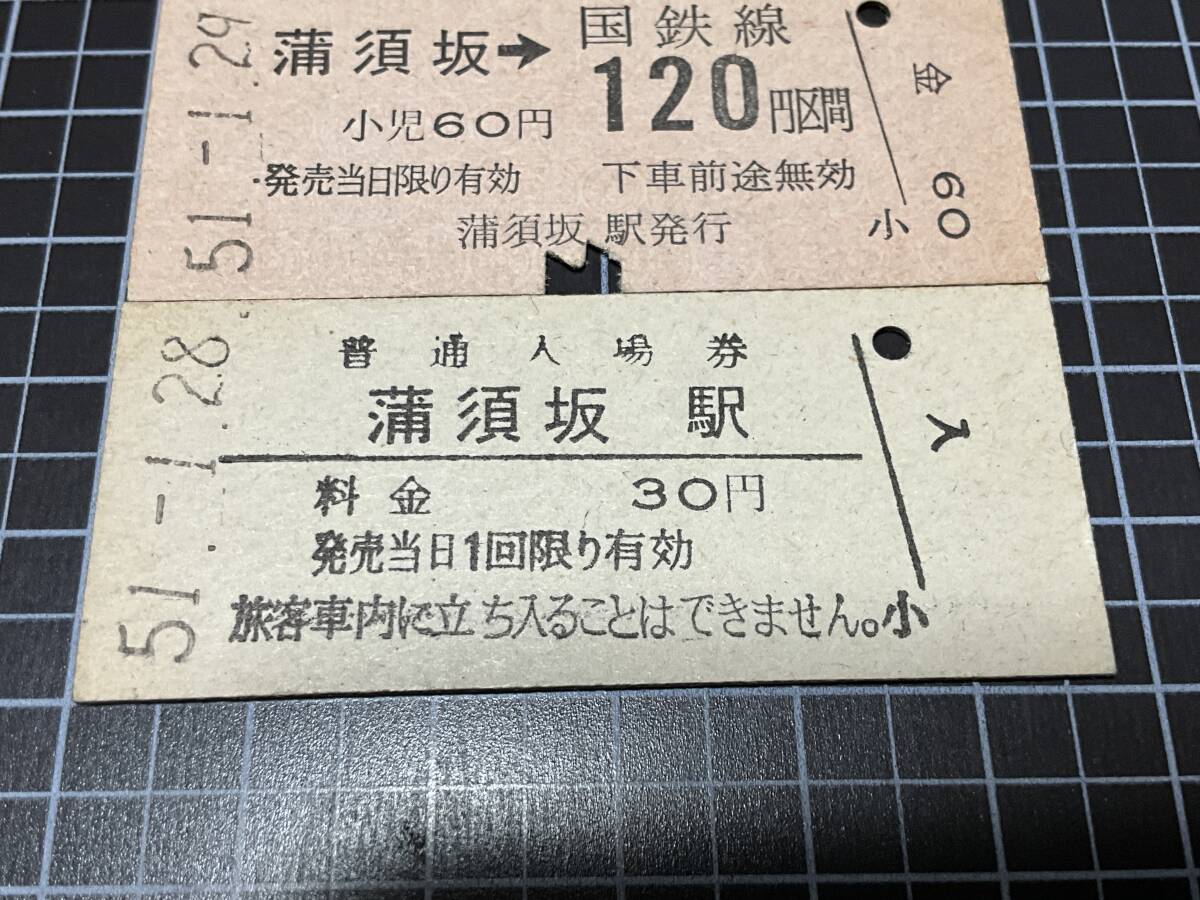 51.-1.29
蒲須坂→
国鉄線
120円区間
小児60円
発売当日限り有効 下車前途無効
蒲須坂 駅発行
金
60
小
51.-1.28.
普通入場券
蒲須坂 駅
料金 30円
発売当日1回限り有効
旅客車内に立ち入ることはできません。
入
小